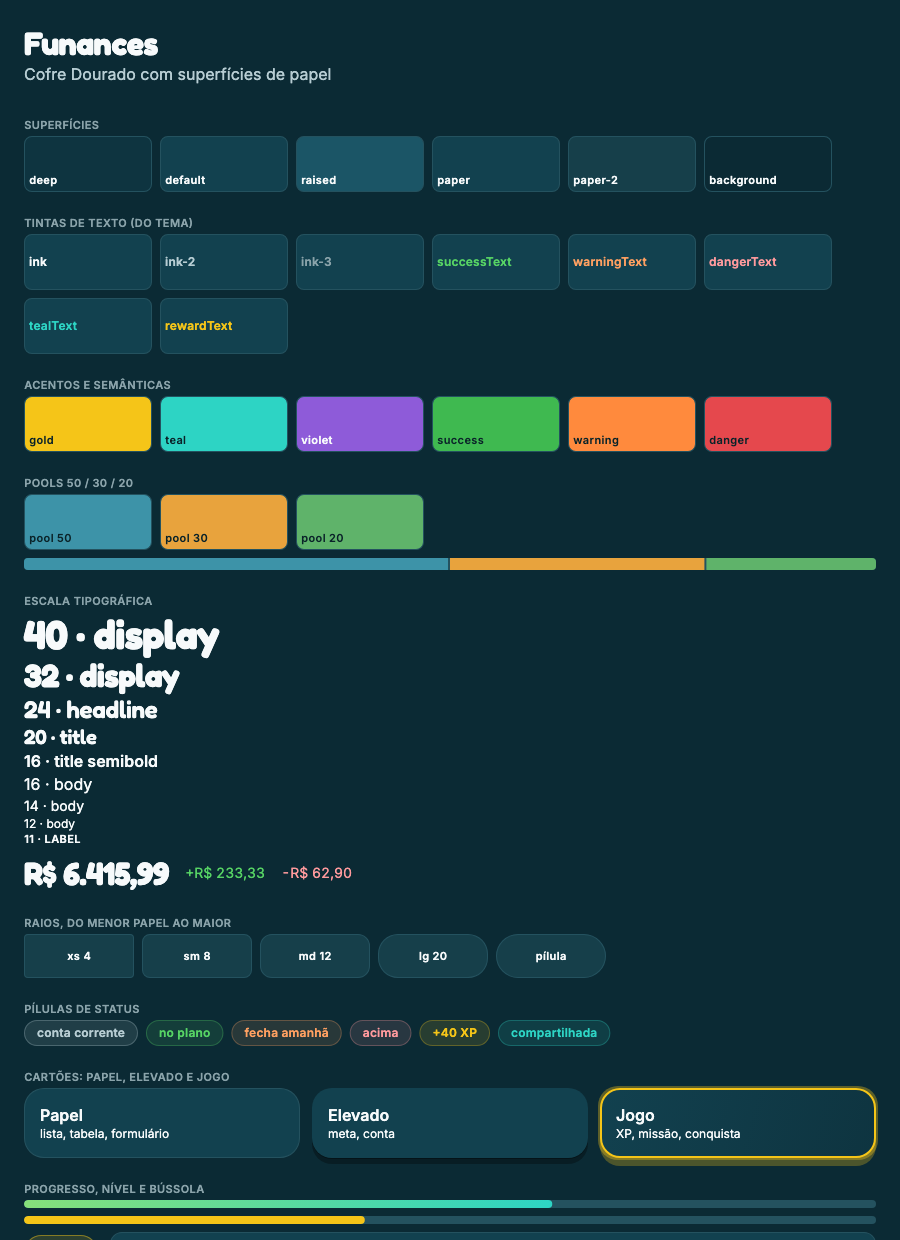 Funances
Cofre Dourado com superfícies de papel
SUPERFÍCIES
deep default raised paper paper-2 background
TINTAS DE TEXTO (DO TEMA)
ink ink-2 ink-3 successText warningText dangerText
tealText rewardText
ACENTOS E SEMÂNTICAS
gold teal violet success warning danger
POOLS 50 / 30 / 20
pool 50 pool 30 pool 20
ESCALA TIPOGRÁFICA
40 · display
32 · display
24 · headline
20 · title
16 · title semibold
16 · body
14 · body
12 · body
11 · LABEL
R$ 6.415,99 +R$ 233,33 -R$ 62,90
RAIOS, DO MENOR PAPEL AO MAIOR
xs 4 sm 8 md 12 lg 20 pílula
PÍLULAS DE STATUS
conta corrente no plano fecha amanhã acima +40 XP compartilhada
CARTÕES: PAPEL, ELEVADO E JOGO
Papel Elevado Jogo
lista, tabela, formulário meta, conta XP, missão, conquista
PROGRESSO, NÍVEL E BÚSSOLA